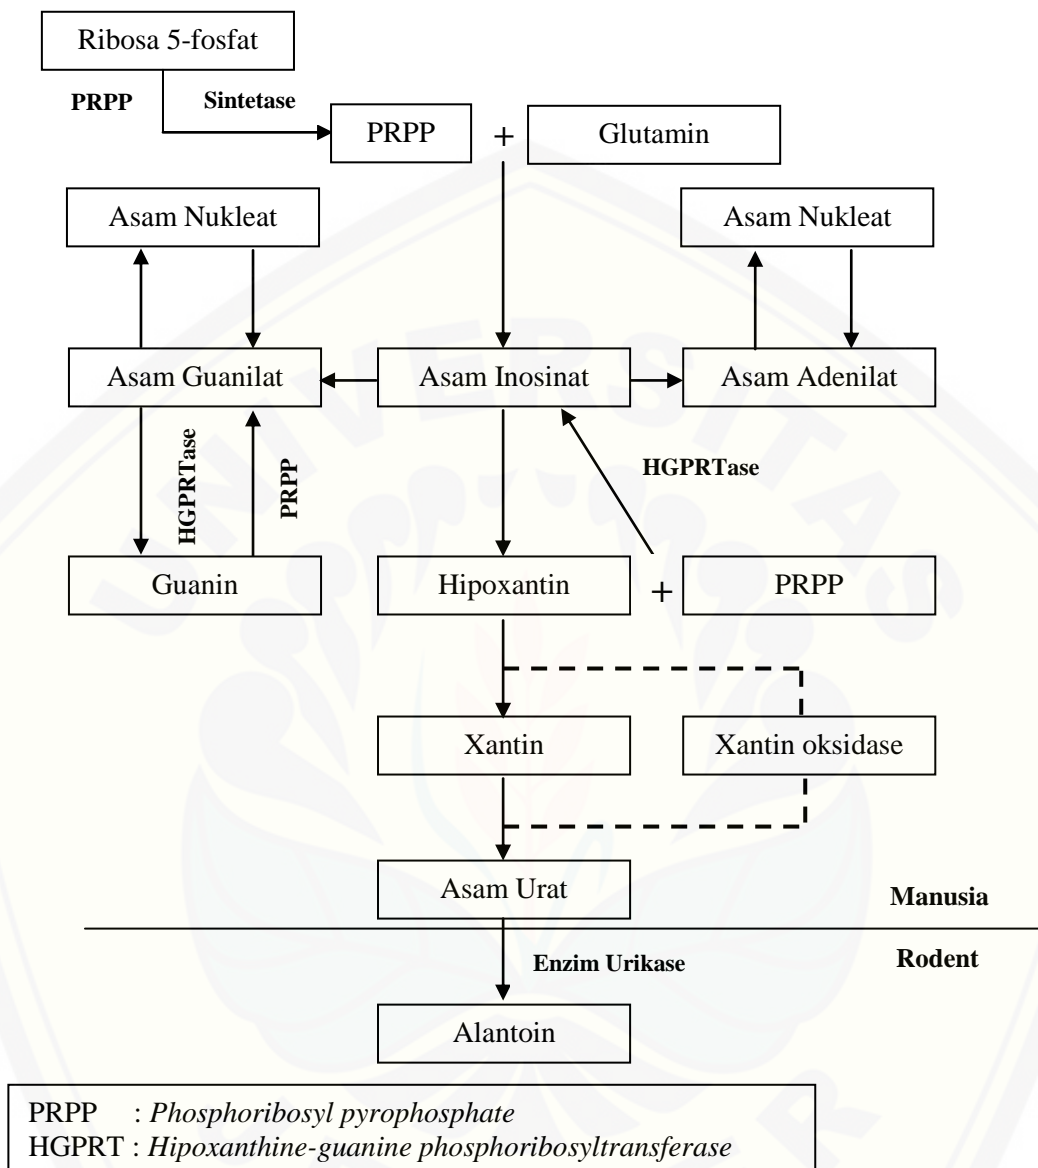 Ribosa 5-fosfat
PRPP Sintetase
PRPP + Glutamin
Asam Nukleat
Asam Nukleat
Asam Guanilat
Asam Inosinat
Asam Adenilat
HGPRTase
PRPP
HGPRTase
Guanin
Hipoxantin + PRPP
Xantin
Xantin oksidase
Asam Urat
Manusia
Enzim Urikase
Rodent
Alantoin
PRPP : Phosphoribosyl pyrophosphate
HGPRT : Hipoxanthine-guanine phosphoribosyltransferase
UNIVERSITAS